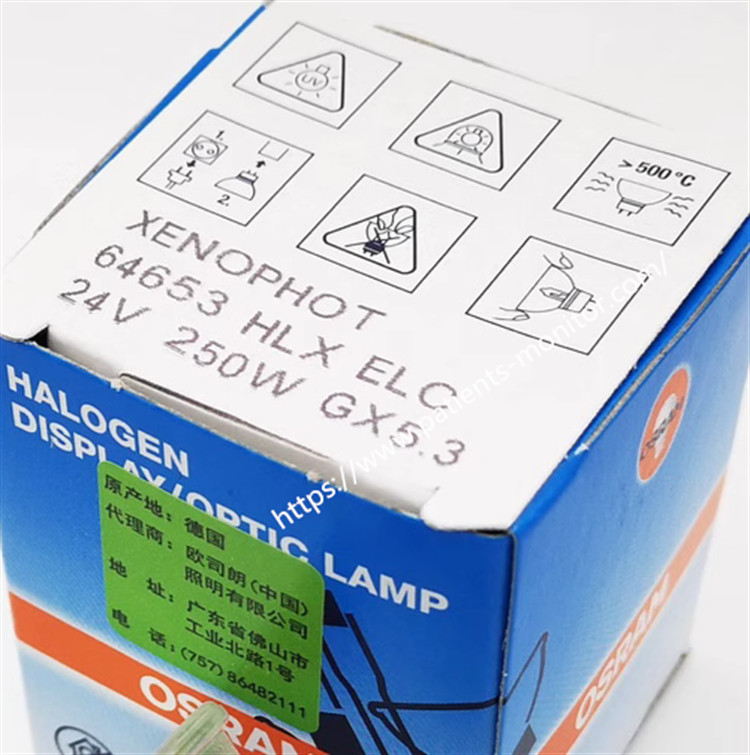 UV
1.
2.
>500°C
XENOPHOT
64653 HLX ELC
24V 250W GX5.3
https://www.patients-monitor.com/
HALOGEN
DISPLAY/OPTIC LAMP
原产地：德国
代理商：欧司朗(中国)
照明有限公司
地 址：广东省佛山市
工业北路1号
电 话：(757) 86482111
OSRAM
OSRAM